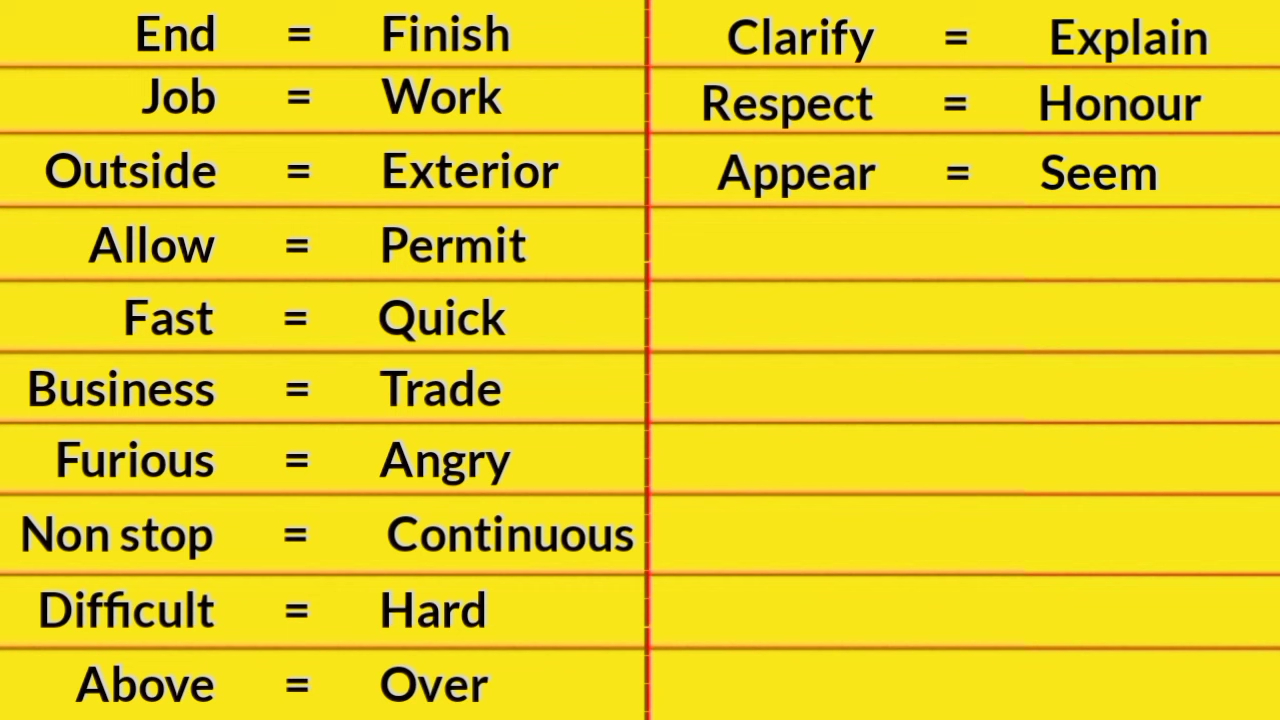 End = Finish
Job = Work
Outside = Exterior
Allow = Permit
Fast = Quick
Business = Trade
Furious = Angry
Non stop = Continuous
Difficult = Hard
Above = Over
Clarify = Explain
Respect = Honour
Appear = Seem